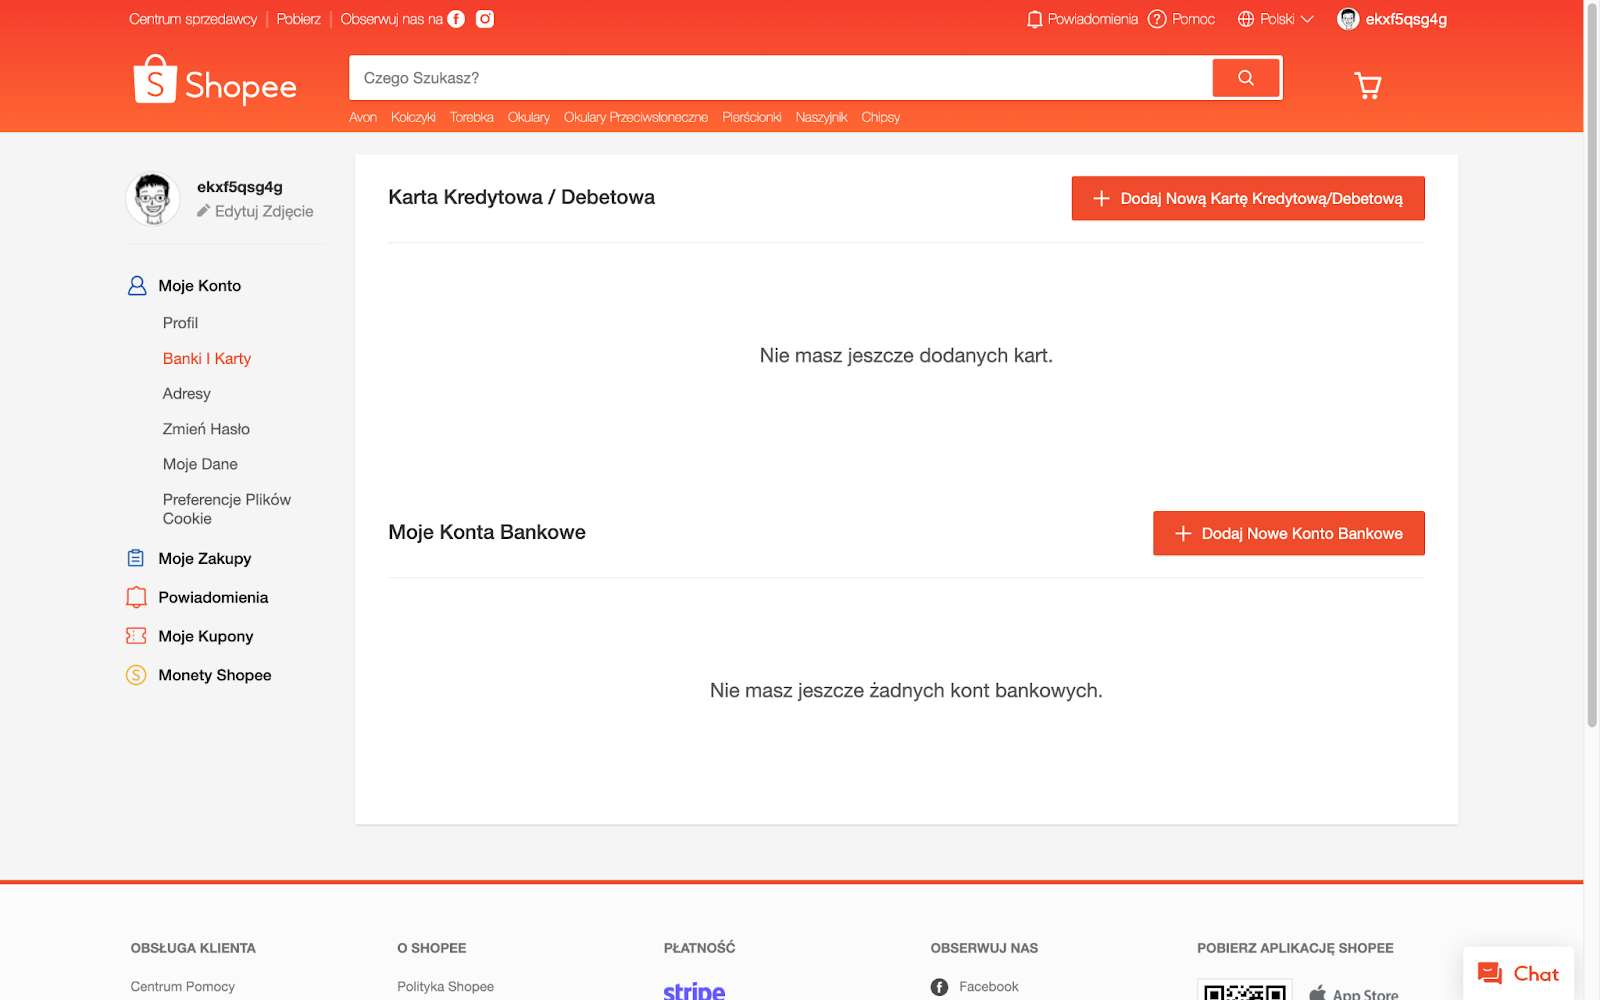 Centrum sprzedawcy Pobierz Obserwuj nas na Powiadomienia Pomoc Polski ekxf5qsg4g
Shopee
Czego Szukasz?
Avon Kolczyki Torebka Okulary Okulary Przeciwsłoneczne Pierścionki Naszyjnik Chipsy
ekxf5qsg4g
Edytuj Zdjęcie
Moje Konto
Profil
Banki I Karty
Adresy
Zmień Hasło
Moje Dane
Preferencje Plików
Cookie
Moje Zakupy
Powiadomienia
Moje Kupony
Monety Shopee
Karta Kredytowa / Debetowa
Dodaj Nową Kartę Kredytową/Debetową
Nie masz jeszcze dodanych kart.
Moje Konta Bankowe
Dodaj Nowe Konto Bankowe
Nie masz jeszcze żadnych kont bankowych.
OBSŁUGA KLIENTA
Centrum Pomocy
O SHOPEE
Polityka Shopee
PŁATNOŚĆ
stripe
OBSERWUJ NAS
Facebook
POBIERZ APLIKACJĘ SHOPEE
App Store
Chat